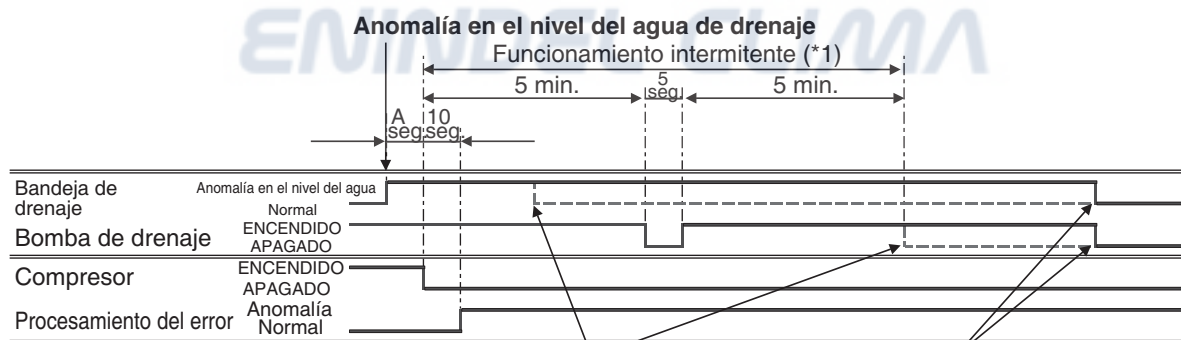 ENINDEL CLIMA
Anomalía en el nivel del agua de drenaje
Funcionamiento intermitente (*1)
5 min.
5
seg.
5 min.
A
seg.
10
seg.
Bandeja de
drenaje
Anomalía en el nivel del agua
Normal
Bomba de drenaje
ENCENDIDO
APAGADO
Compresor
ENCENDIDO
APAGADO
Procesamiento del error
Anomalía
Normal